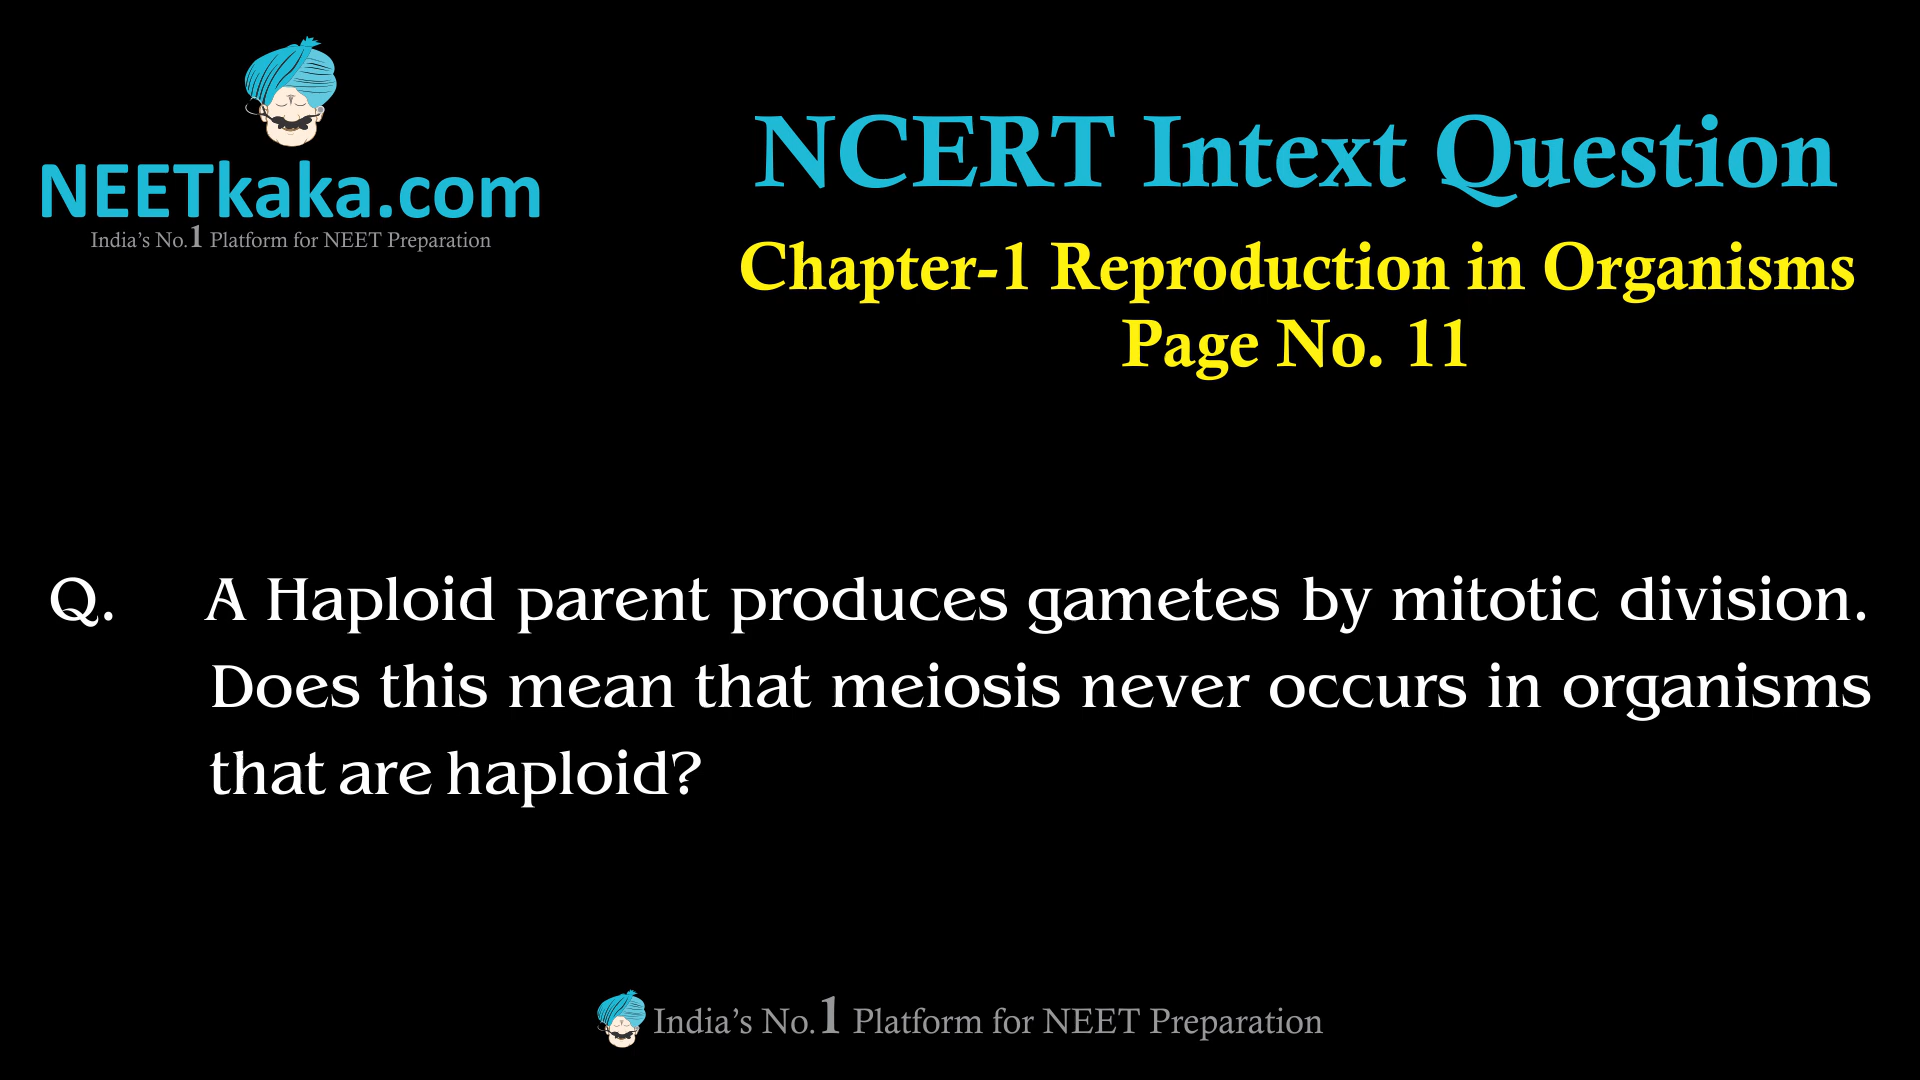 NEETkaka.com
India's No.1 Platform for NEET Preparation
NCERT Intext Question
Chapter-1 Reproduction in Organisms
Page No. 11
Q. A Haploid parent produces gametes by mitotic division.
Does this mean that meiosis never occurs in organisms
that are haploid?
India's No.1 Platform for NEET Preparation